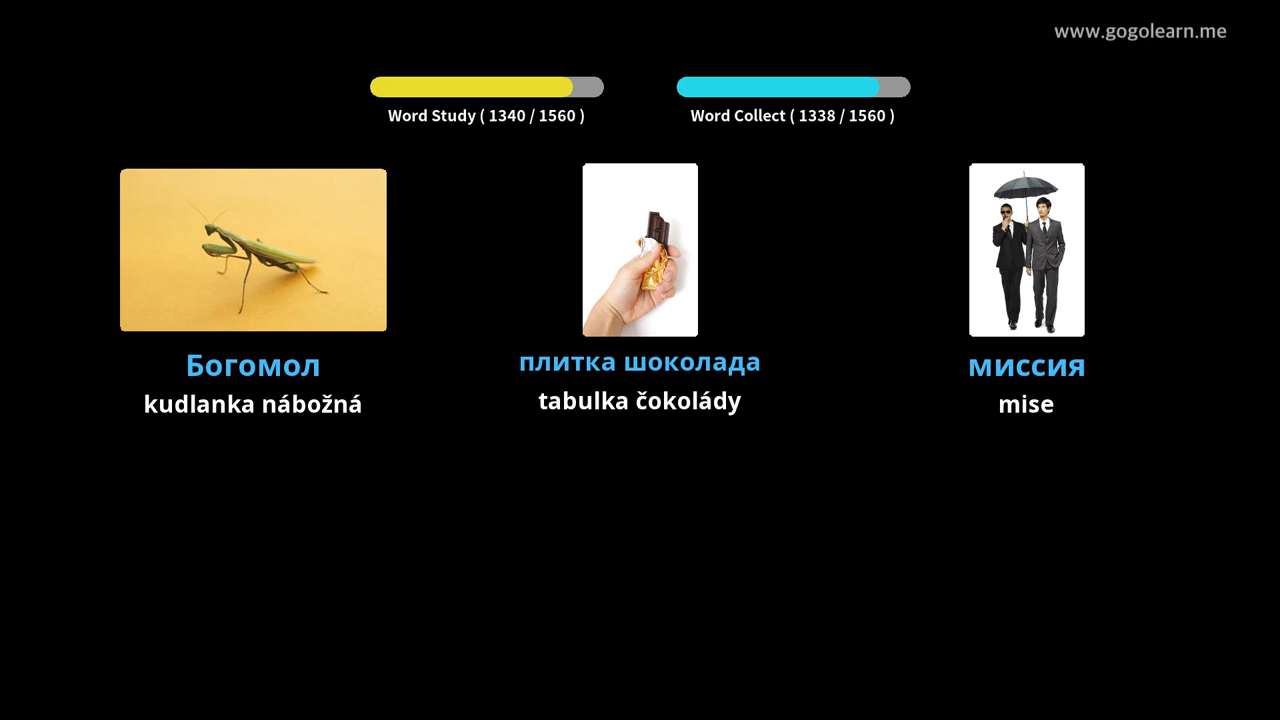 www.gogolearn.me
Word Study ( 1340 / 1560 )
Word Collect ( 1338 / 1560 )
Богомол
kudlanka nábožná
плитка шоколада
tabulka čokolády
миссия
mise